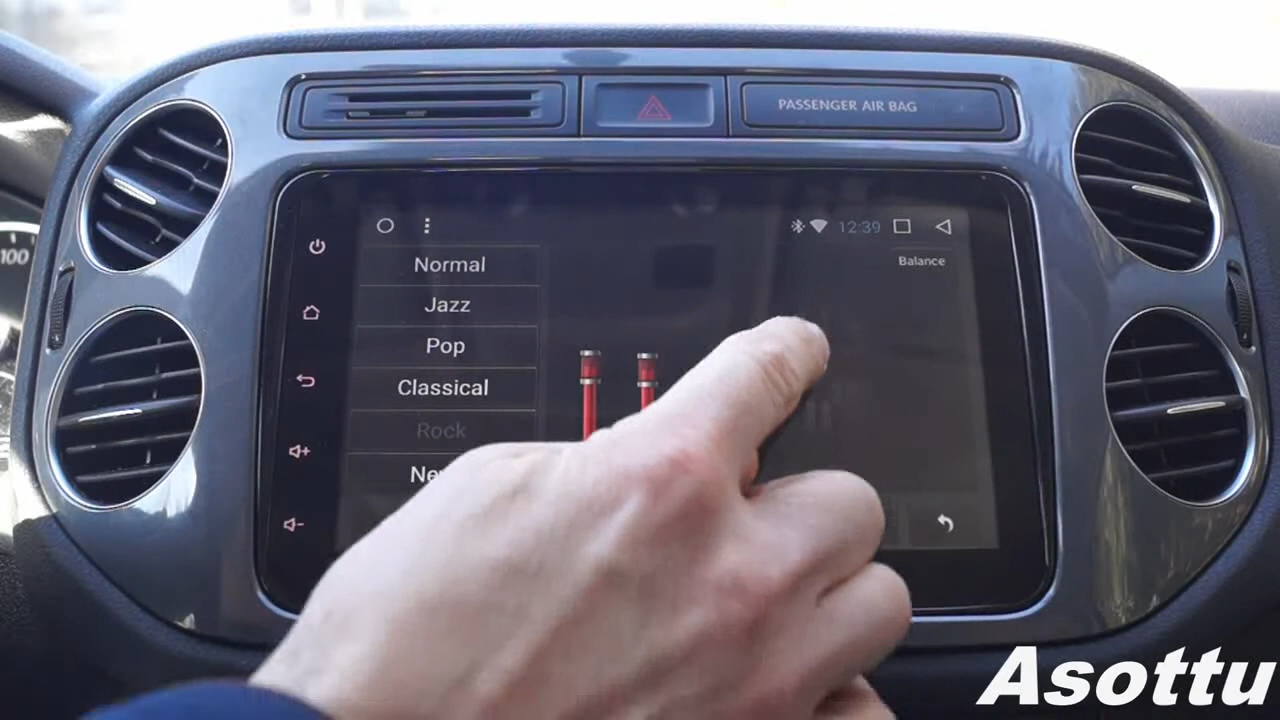 PASSENGER AIR BAG
100
12:39
Balance
Normal
Jazz
Pop
Classical
Rock
Asottu